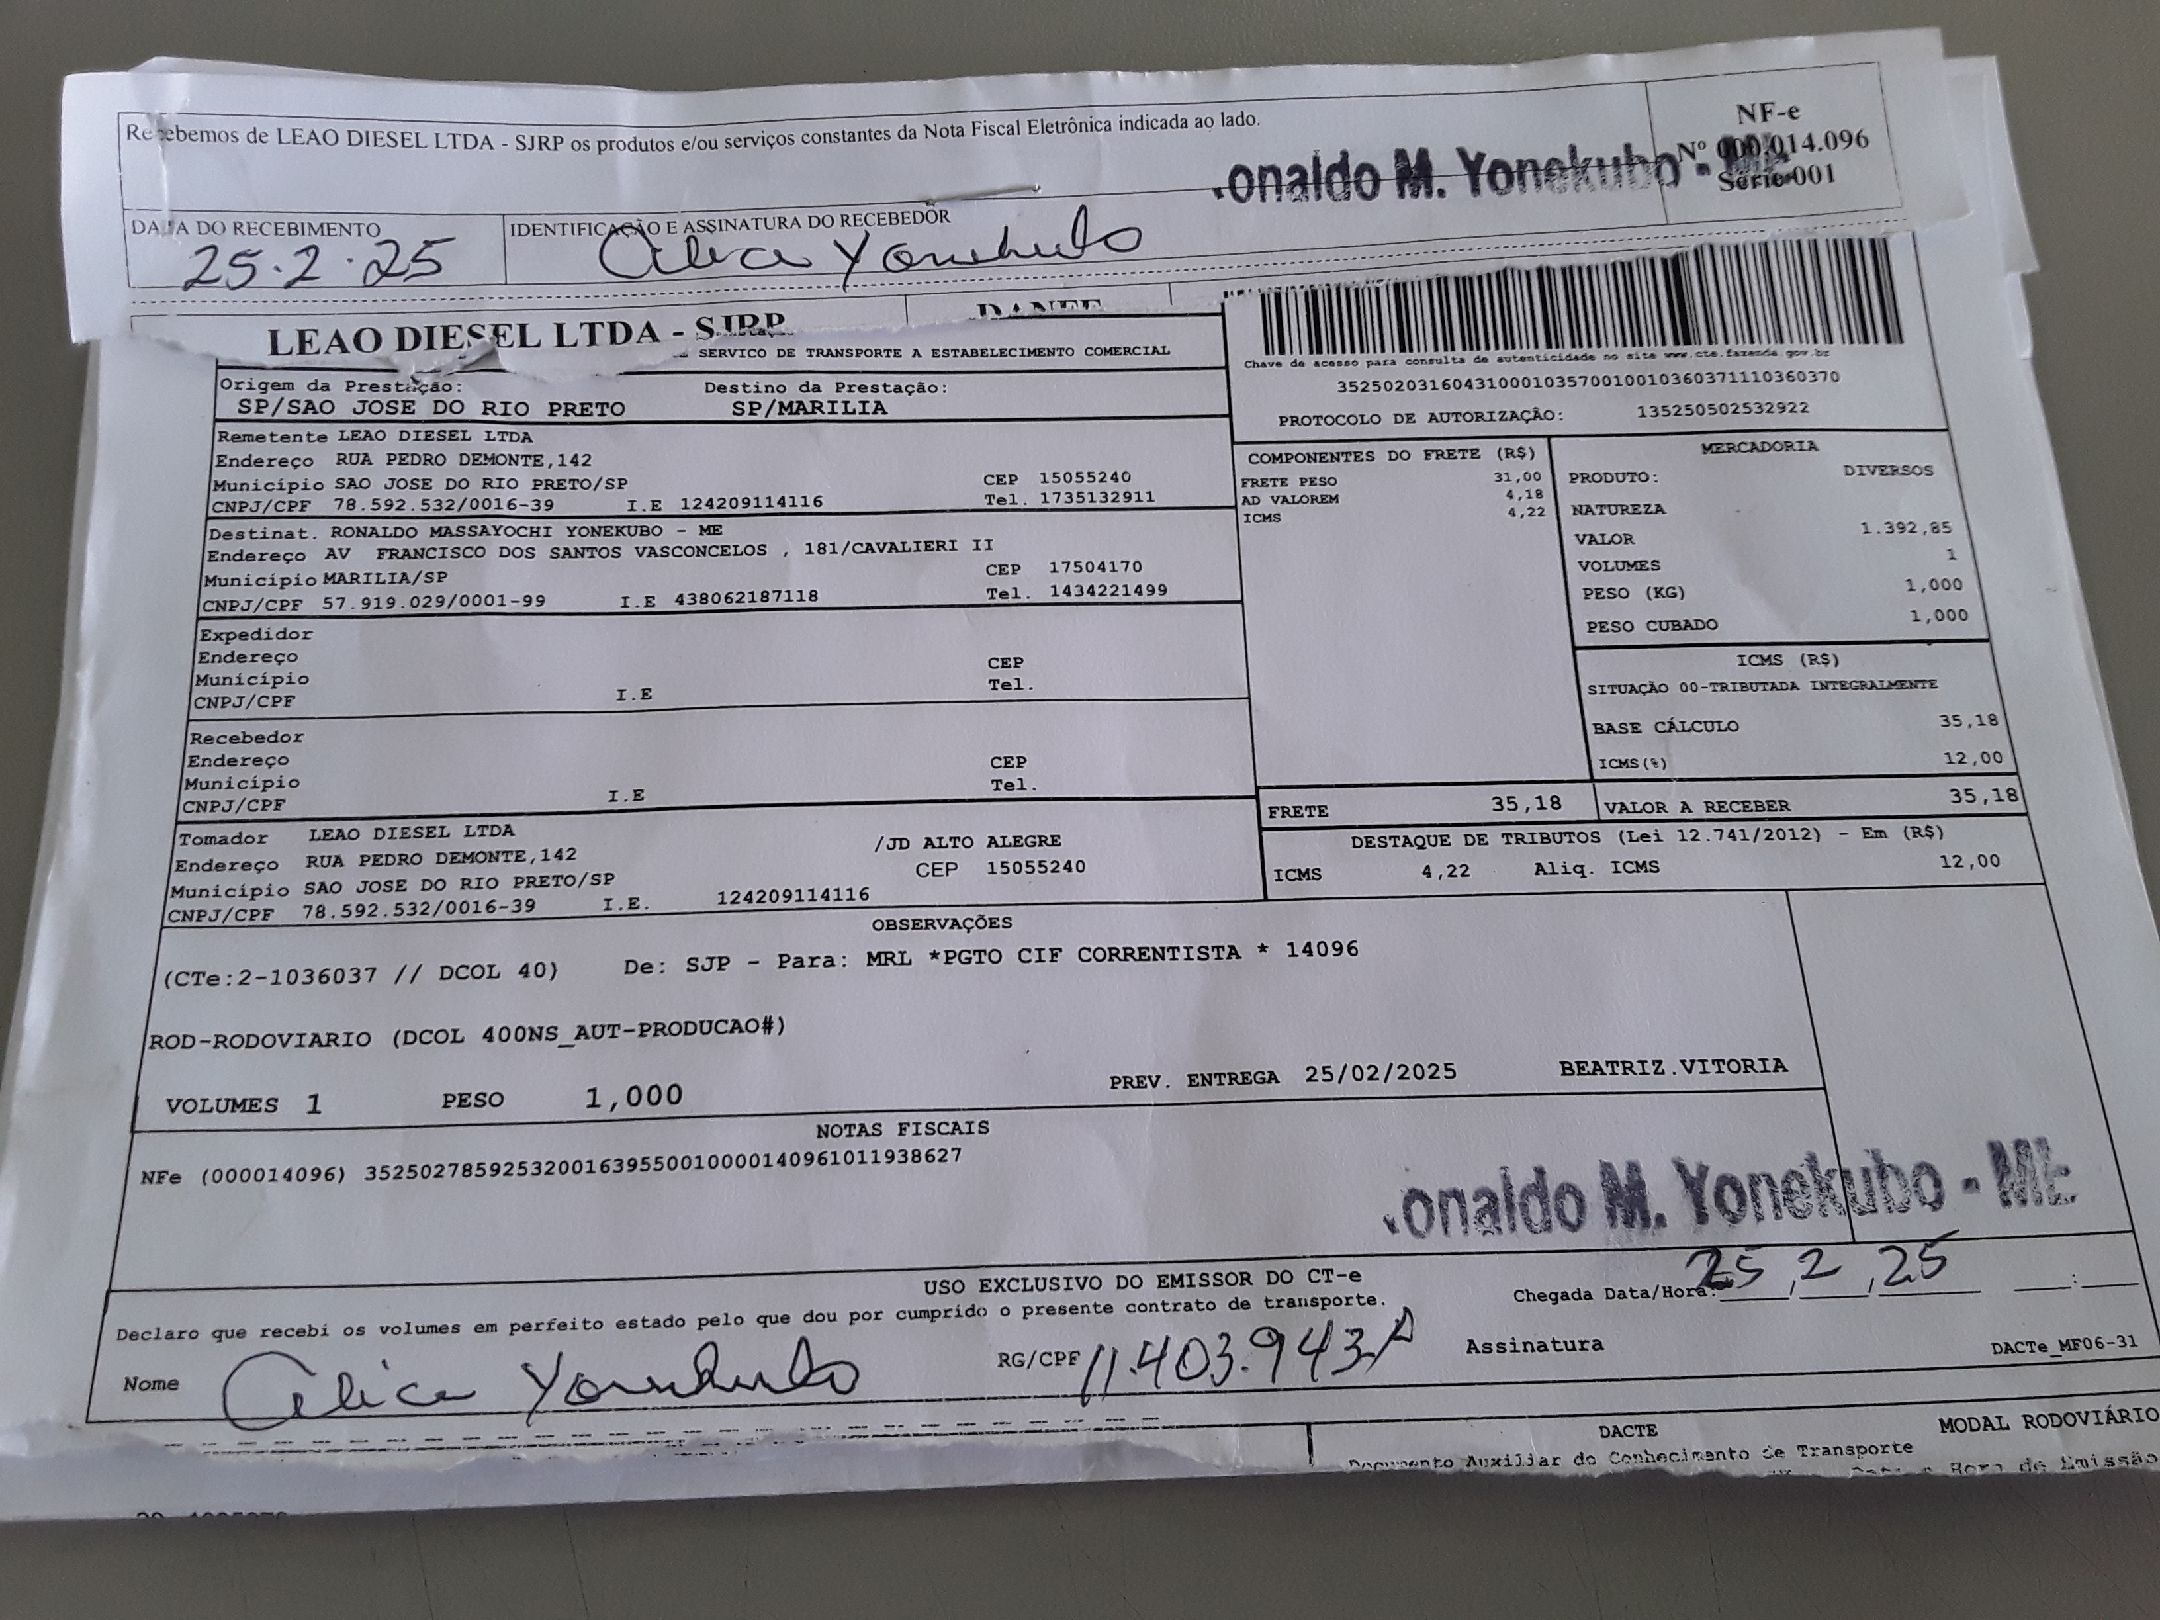 Recebemos de LEAO DIESEL LTDA - SJRP os produtos e/ou serviços constantes da Nota Fiscal Eletrônica indicada ao lado.
NF-e
Nº 000.014.096
Série 001
onaldo M. Yonekubo - ME
DATA DO RECEBIMENTO
25.2.25
IDENTIFICAÇÃO E ASSINATURA DO RECEBEDOR
Alice Yonekubo
LEAO DIESEL LTDA - SJRP
DANFE
SERVICO DE TRANSPORTE A ESTABELECIMENTO COMERCIAL
Chave de acesso para consulta de autenticidade no site www.cte.fazenda.gov.br
35250203160431000103570010010360371110360370
PROTOCOLO DE AUTORIZAÇÃO: 135250502532922
Origem da Prestação: Destino da Prestação:
SP/SAO JOSE DO RIO PRETO SP/MARILIA
Remetente LEAO DIESEL LTDA
Endereço RUA PEDRO DEMONTE,142
Município SAO JOSE DO RIO PRETO/SP CEP 15055240
CNPJ/CPF 78.592.532/0016-39 I.E 124209114116 Tel. 1735132911
Destinat. RONALDO MASSAYOCHI YONEKUBO - ME
Endereço AV FRANCISCO DOS SANTOS VASCONCELOS , 181/CAVALIERI II
Município MARILIA/SP CEP 17504170
CNPJ/CPF 57.919.029/0001-99 I.E 438062187118 Tel. 1434221499
Expedidor
Endereço
Município CEP
CNPJ/CPF I.E Tel.
Recebedor
Endereço
Município CEP
CNPJ/CPF I.E Tel.
Tomador LEAO DIESEL LTDA
Endereço RUA PEDRO DEMONTE,142 /JD ALTO ALEGRE
Município SAO JOSE DO RIO PRETO/SP CEP 15055240
CNPJ/CPF 78.592.532/0016-39 I.E. 124209114116
COMPONENTES DO FRETE (R$)
FRETE PESO 31,00
AD VALOREM 4,18
ICMS 4,22
MERCADORIA
PRODUTO: DIVERSOS
NATUREZA
VALOR 1.392,85
VOLUMES 1
PESO (KG) 1,000
PESO CUBADO 1,000
ICMS (R$)
SITUAÇÃO 00-TRIBUTADA INTEGRALMENTE
BASE CÁLCULO 35,18
ICMS(%) 12,00
FRETE 35,18 VALOR A RECEBER 35,18
DESTAQUE DE TRIBUTOS (Lei 12.741/2012) - Em (R$)
ICMS 4,22 Aliq. ICMS 12,00
OBSERVAÇÕES
(CTe:2-1036037 // DCOL 40) De: SJP - Para: MRL *PGTO CIF CORRENTISTA * 14096
ROD-RODOVIARIO (DCOL 400NS_AUT-PRODUCAO#)
VOLUMES 1 PESO 1,000 PREV. ENTREGA 25/02/2025 BEATRIZ.VITORIA
NOTAS FISCAIS
NFe (000014096) 35250278592532001639550010000140961011938627
onaldo M. Yonekubo - ME
USO EXCLUSIVO DO EMISSOR DO CT-e
Declaro que recebi os volumes em perfeito estado pelo que dou por cumprido o presente contrato de transporte.
Chegada Data/Hora: 25/2/25 :
Nome Alice Yonekubo RG/CPF 11.403.943 Assinatura
DACTe_MF06-31
DACTE MODAL RODOVIÁRIO
Documento Auxiliar do Conhecimento de Transporte
Hora de Emissão